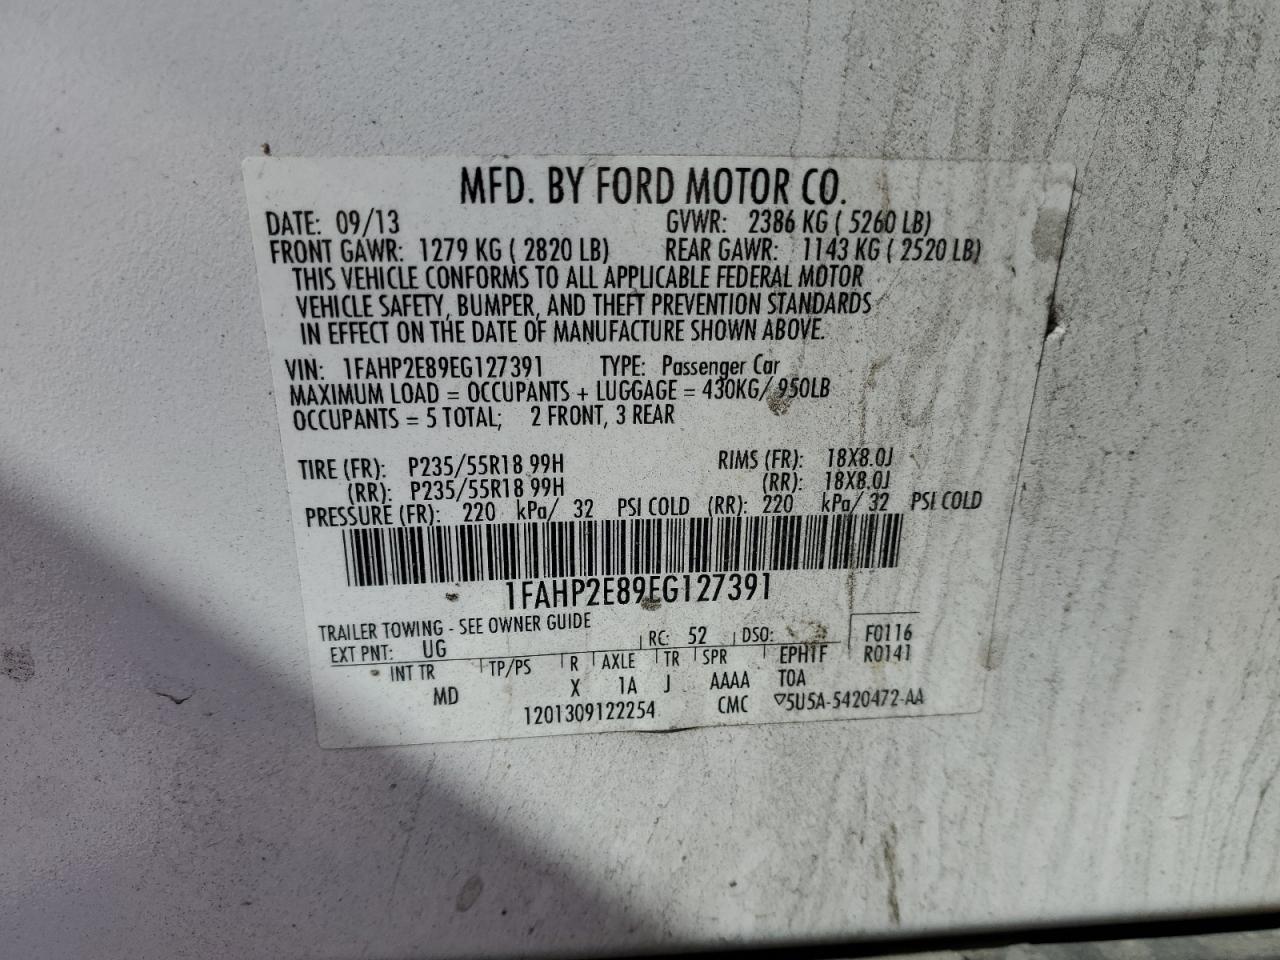 MFD. BY FORD MOTOR CO.
DATE: 09/13 GVWR: 2386 KG ( 5260 LB)
FRONT GAWR: 1279 KG ( 2820 LB) REAR GAWR: 1143 KG ( 2520 LB)
THIS VEHICLE CONFORMS TO ALL APPLICABLE FEDERAL MOTOR
VEHICLE SAFETY, BUMPER, AND THEFT PREVENTION STANDARDS
IN EFFECT ON THE DATE OF MANUFACTURE SHOWN ABOVE.
VIN: 1FAHP2E89EG127391 TYPE: Passenger Car
MAXIMUM LOAD = OCCUPANTS + LUGGAGE = 430KG/ 950LB
OCCUPANTS = 5 TOTAL; 2 FRONT, 3 REAR
TIRE (FR): P235/55R18 99H RIMS (FR): 18X8.0J
(RR): P235/55R18 99H (RR): 18X8.0J
PRESSURE (FR): 220 kPa/ 32 PSI COLD (RR): 220 kPa/ 32 PSI COLD
1FAHP2E89EG127391
TRAILER TOWING - SEE OWNER GUIDE
EXT PNT: UG RC: 52 DSO: F0116
R0141
INT TR TP/PS R AXLE TR SPR EPH1F
MD X 1A J AAAA T0A
1201309122254 CMC ▽5U5A-5420472-AA